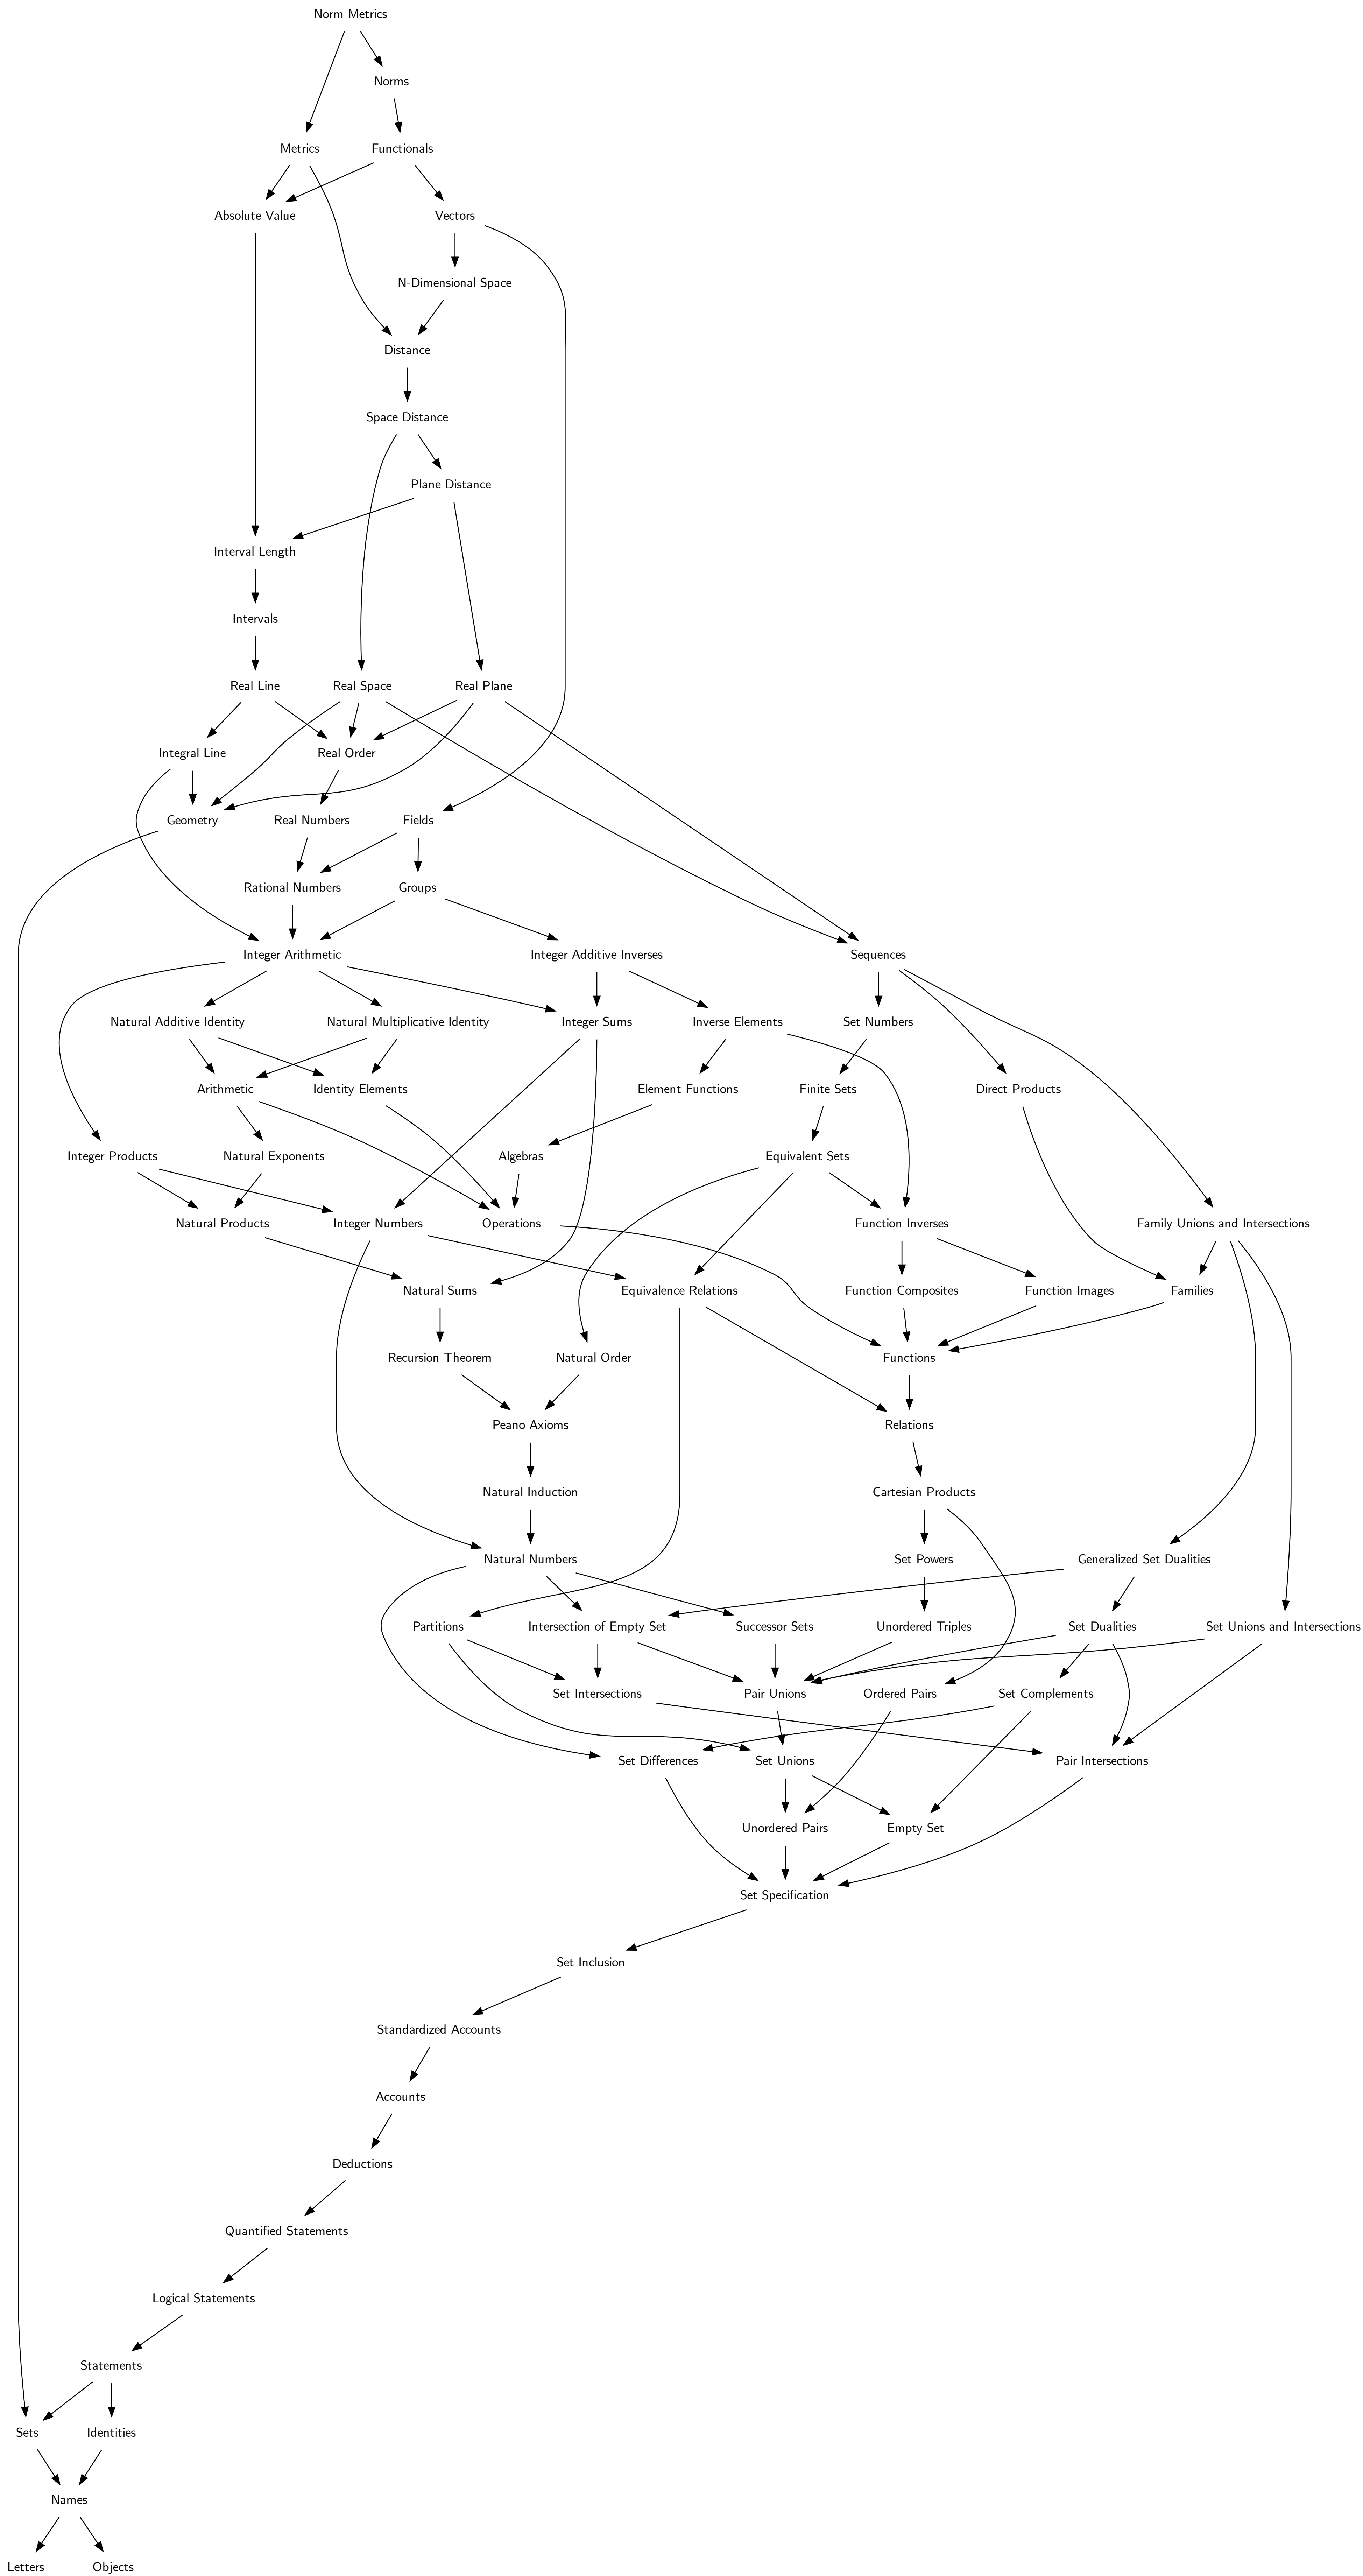 Norm Metrics
Norms
Metrics
Functionals
Absolute Value
Vectors
N-Dimensional Space
Distance
Space Distance
Plane Distance
Interval Length
Intervals
Real Line
Real Space
Real Plane
Integral Line
Real Order
Geometry
Real Numbers
Fields
Rational Numbers
Groups
Integer Arithmetic
Integer Additive Inverses
Sequences
Natural Additive Identity
Natural Multiplicative Identity
Integer Sums
Inverse Elements
Set Numbers
Arithmetic
Identity Elements
Element Functions
Finite Sets
Direct Products
Integer Products
Natural Exponents
Algebras
Equivalent Sets
Natural Products
Integer Numbers
Operations
Function Inverses
Family Unions and Intersections
Natural Sums
Equivalence Relations
Function Composites
Function Images
Families
Recursion Theorem
Natural Order
Functions
Peano Axioms
Relations
Natural Induction
Cartesian Products
Natural Numbers
Set Powers
Generalized Set Dualities
Partitions
Intersection of Empty Set
Successor Sets
Unordered Triples
Set Dualities
Set Unions and Intersections
Set Intersections
Pair Unions
Ordered Pairs
Set Complements
Set Differences
Set Unions
Pair Intersections
Unordered Pairs
Empty Set
Set Specification
Set Inclusion
Standardized Accounts
Accounts
Deductions
Quantified Statements
Logical Statements
Statements
Sets
Identities
Names
Letters
Objects